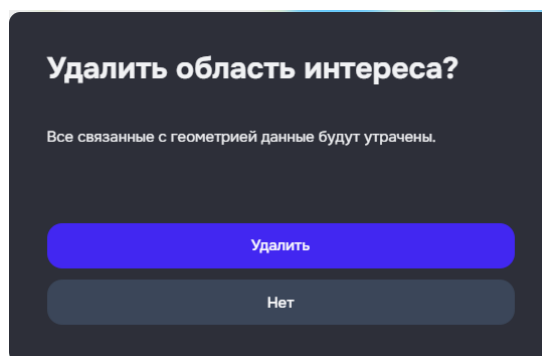 Удалить область интереса?
Все связанные с геометрией данные будут утрачены.
Удалить
Нет